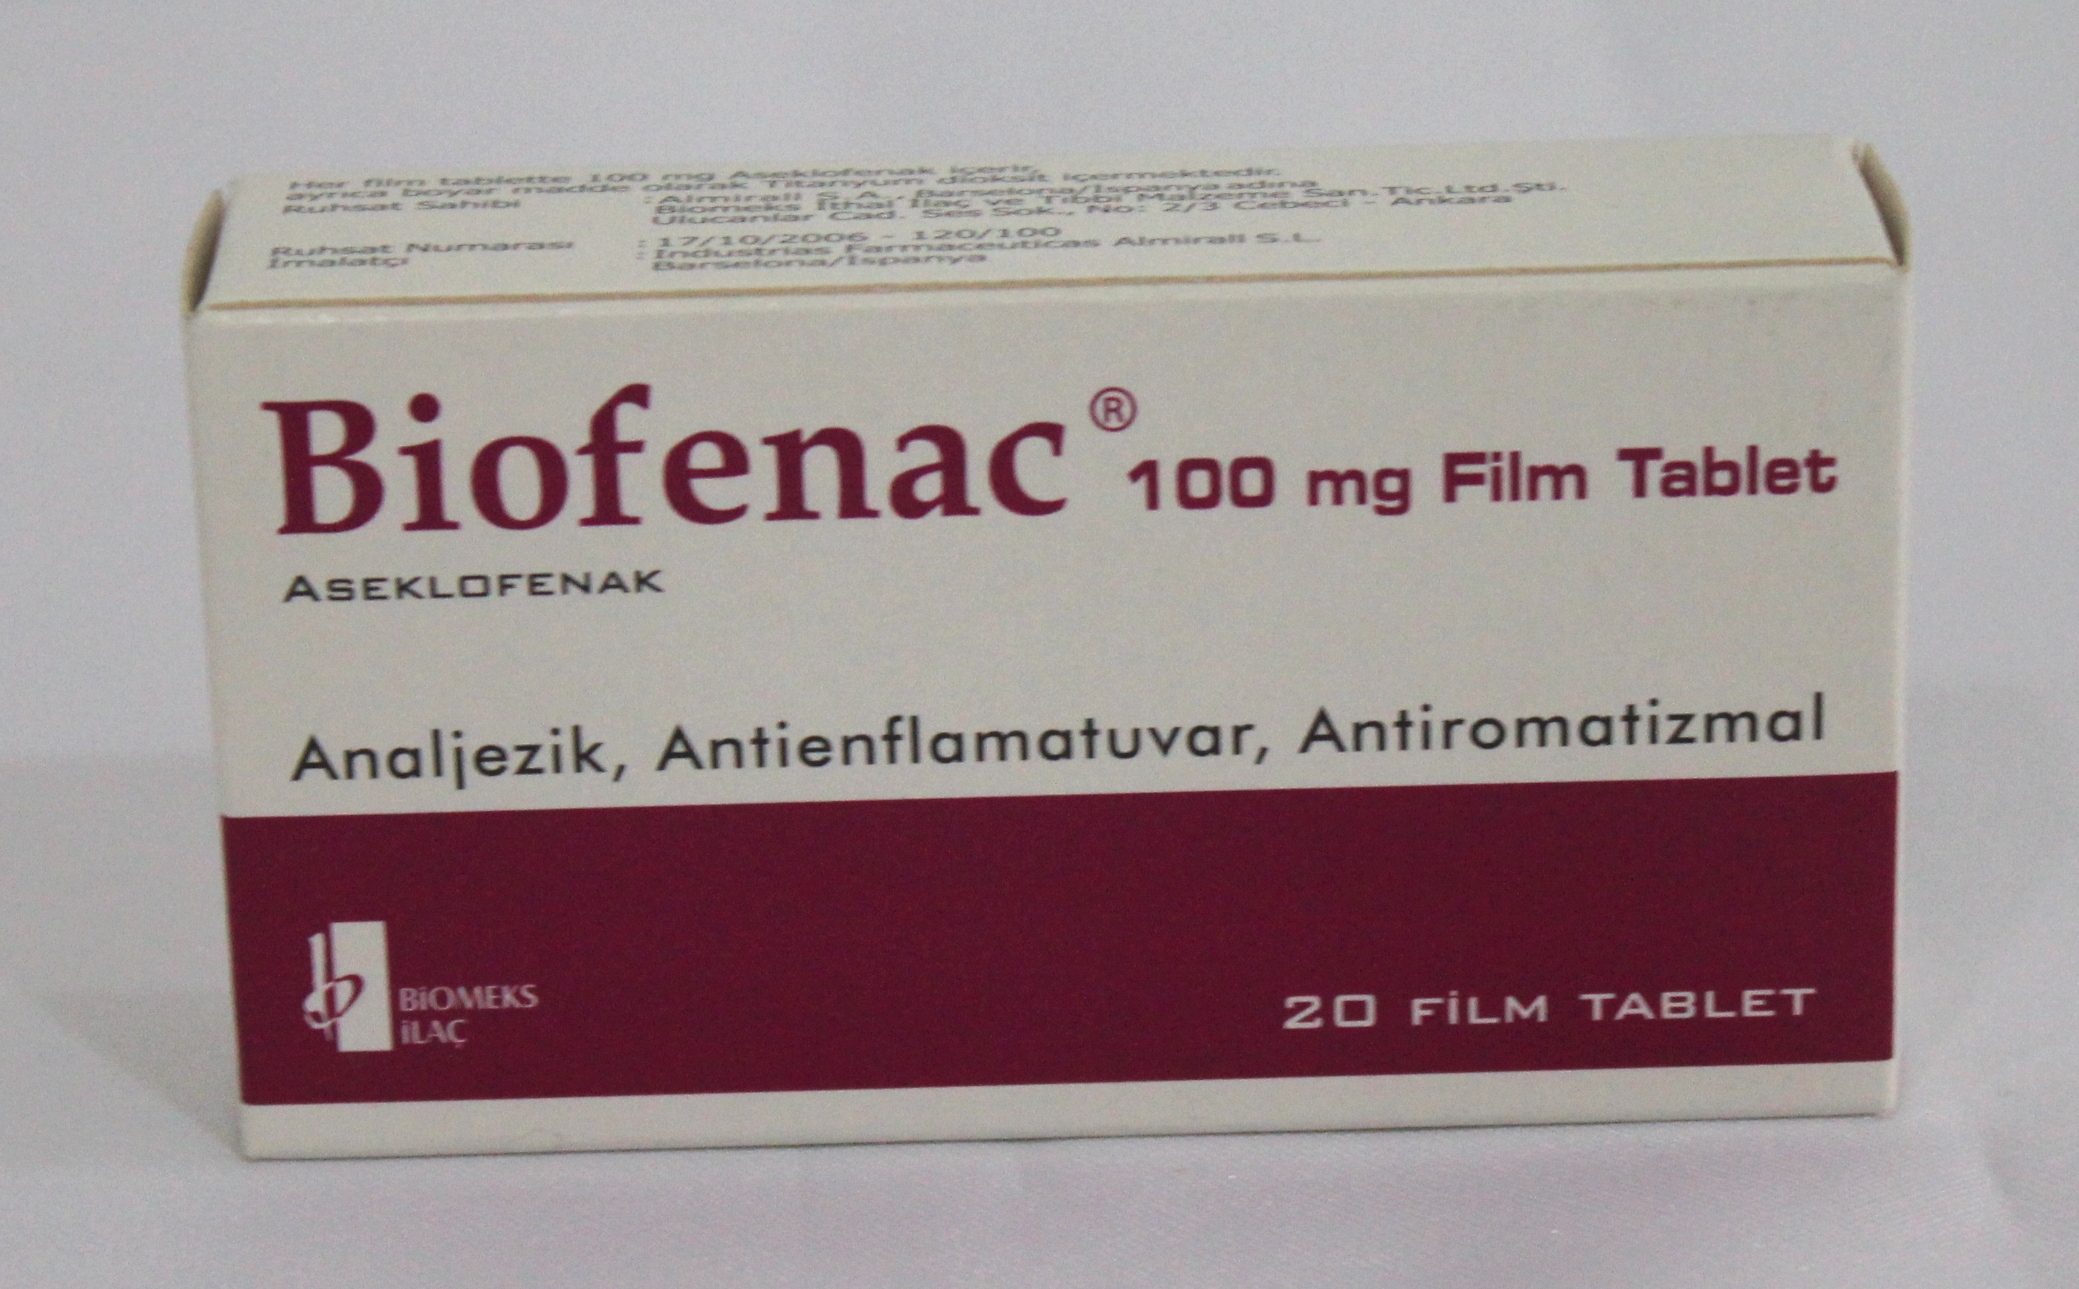 Her film tablette 100 mg Aseklofenak içerir,
ayrıca boyar madde olarak Titanyum dioksit içermektedir.
Ruhsat Sahibi : Almirall S.A., Barselona/İspanya adına
Biomeks İthal İlaç ve Tıbbi Malzeme San.Tic.Ltd.Şti.
Ulucanlar Cad. Ses Sok., No: 2/3 Cebeci - Ankara
Ruhsat Numarası : 17/10/2006 - 120/100
İmalatçı : Industrias Farmaceuticas Almirall S.L.
Barselona/İspanya
Biofenac® 100 mg Film Tablet
ASEKLOFENAK
Analjezik, Antienflamatuvar, Antiromatizmal
BİOMEKS
İLAÇ
20 FİLM TABLET